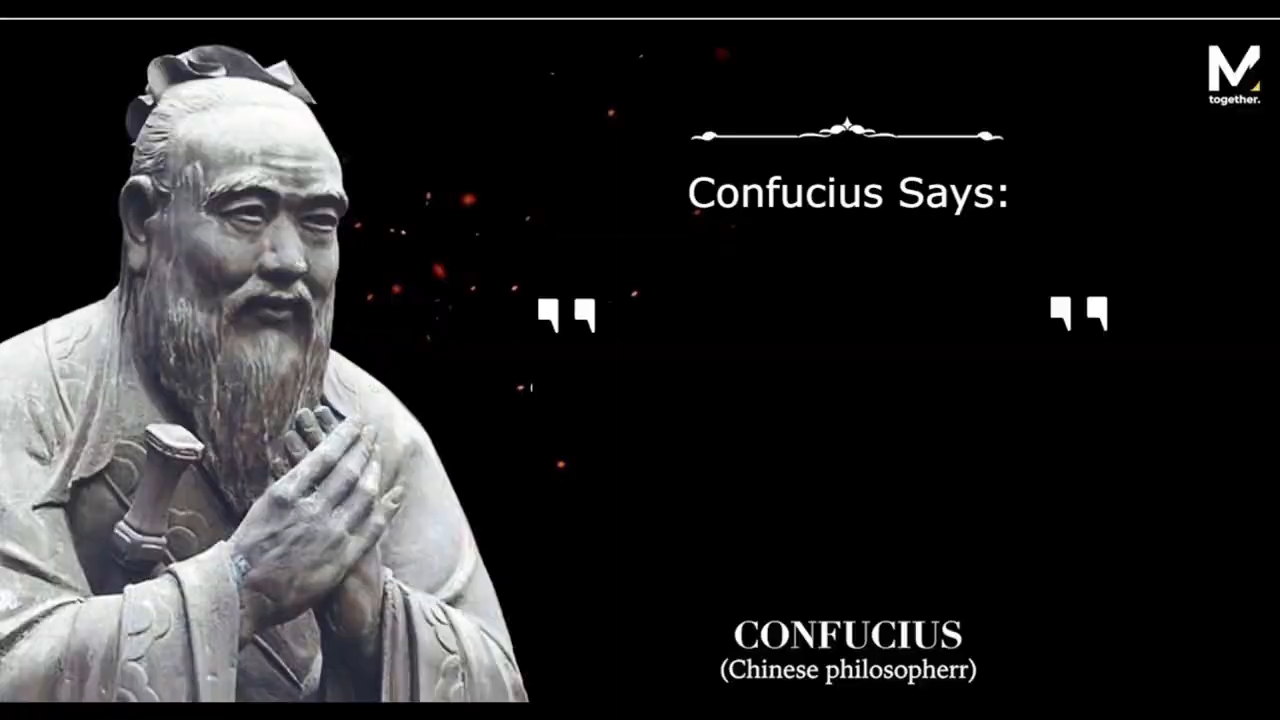 M
together.
Confucius Says:
" "
CONFUCIUS
(Chinese philosopherr)